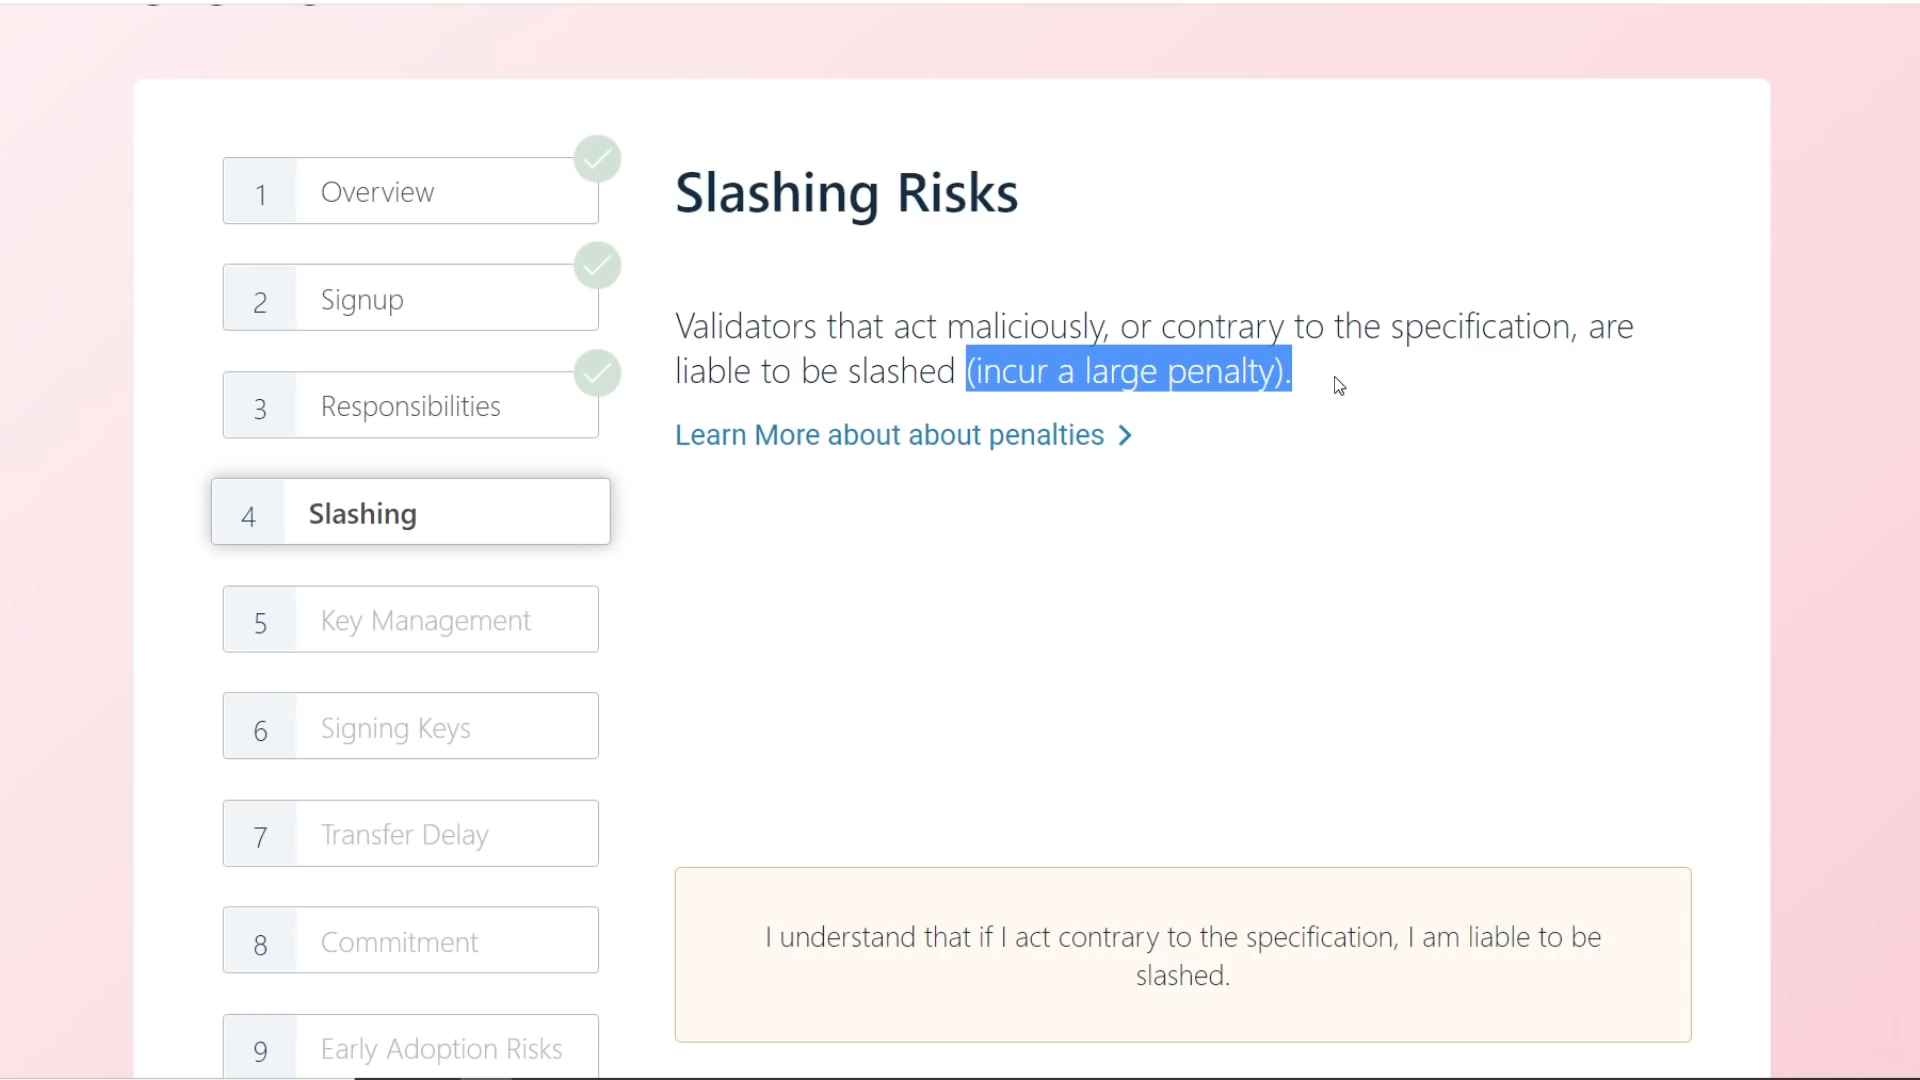 1 Overview
2 Signup
3 Responsibilities
4 Slashing
5 Key Management
6 Signing Keys
7 Transfer Delay
8 Commitment
9 Early Adoption Risks
Slashing Risks
Validators that act maliciously, or contrary to the specification, are
liable to be slashed (incur a large penalty).
Learn More about about penalties
I understand that if I act contrary to the specification, I am liable to be
slashed.